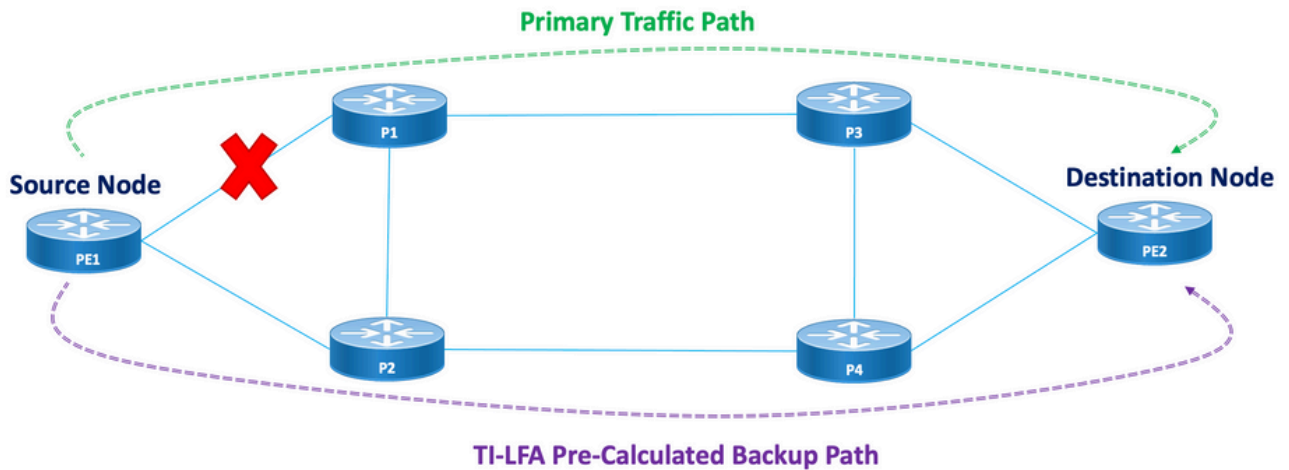 Primary Traffic Path
P1
P3
Source Node
Destination Node
PE1
PE2
P2
P4
TI-LFA Pre-Calculated Backup Path